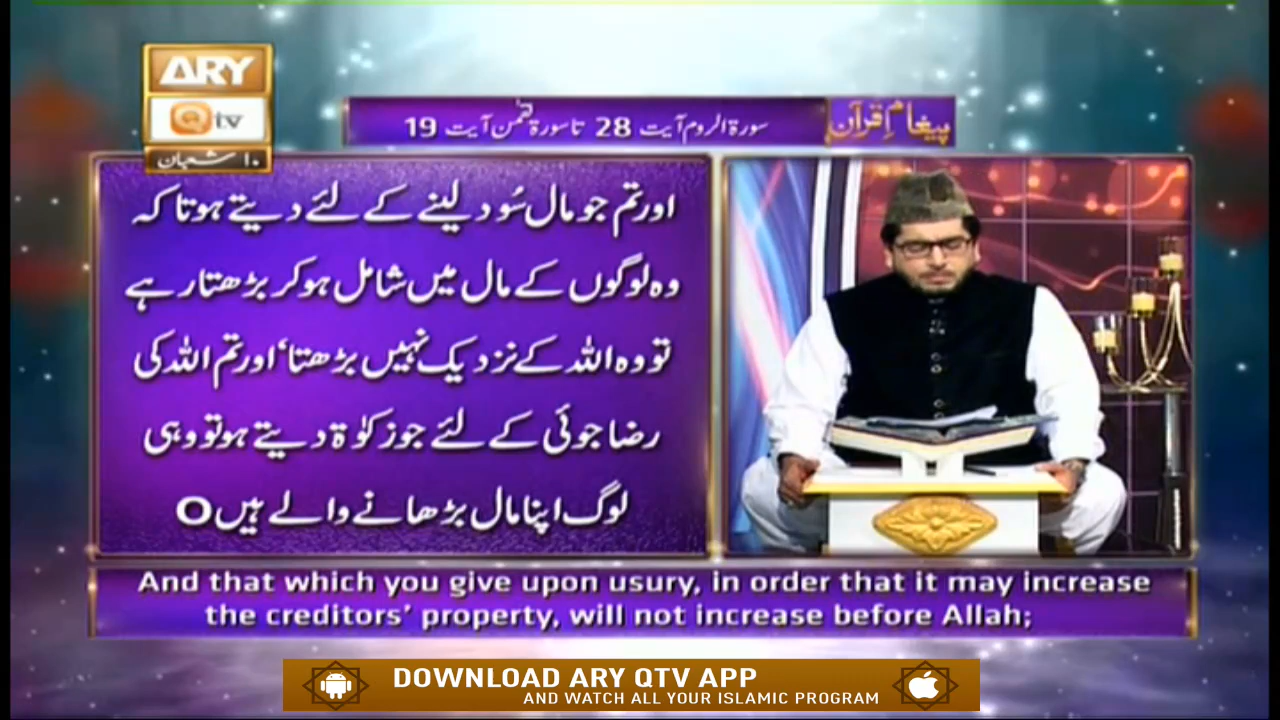 ARY
Qtv
۱۰ شعبان
پیغامِ قرآن
سورۃ الروم آیت 28 تا سورۃ لقمٰن آیت 19
اور تم جو مال سُود لینے کے لئے دیتے ہو تا کہ
وہ لوگوں کے مال میں شامل ہو کر بڑھتا رہے
تو وہ اللہ کے نزدیک نہیں بڑھتا‘ اور تم اللہ کی
رضا جوئی کے لئے جو زکوٰۃ دیتے ہو تو وہی
لوگ اپنا مال بڑھانے والے ہیں O
And that which you give upon usury, in order that it may increase
the creditors’ property, will not increase before Allah;
DOWNLOAD ARY QTV APP
AND WATCH ALL YOUR ISLAMIC PROGRAM